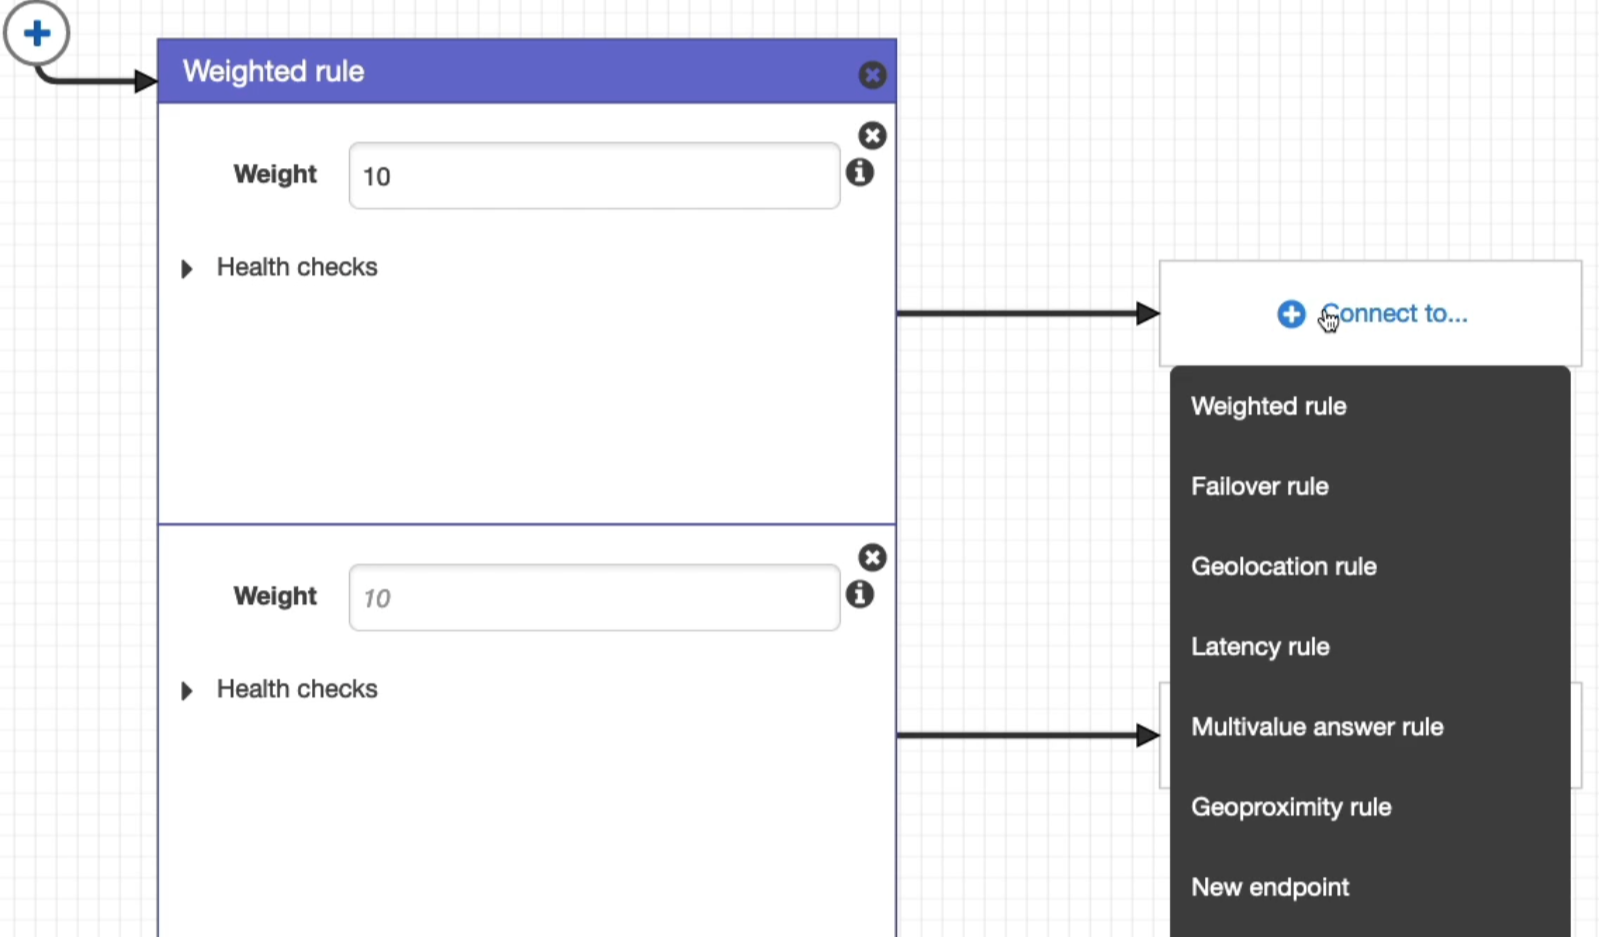 Weighted rule
Weight
10
Health checks
Connect to...
Weighted rule
Failover rule
Geolocation rule
Latency rule
Multivalue answer rule
Geoproximity rule
New endpoint
Weight
10
Health checks